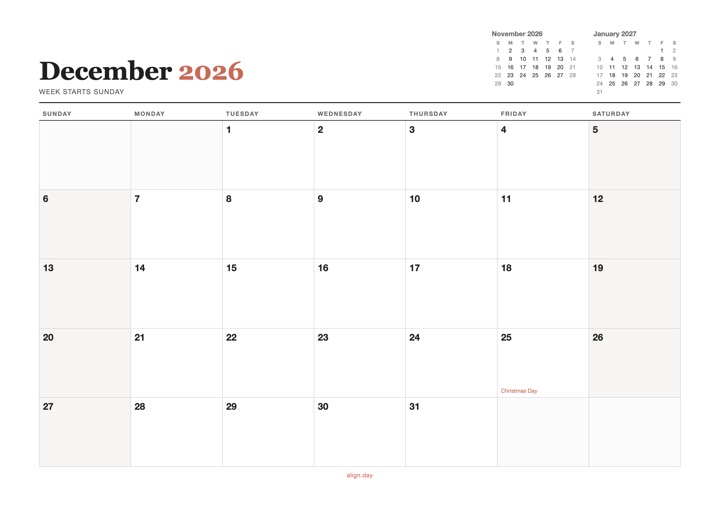 November 2026
S M T W T F S
1 2 3 4 5 6 7
8 9 10 11 12 13 14
15 16 17 18 19 20 21
22 23 24 25 26 27 28
29 30
January 2027
S M T W T F S
1 2
3 4 5 6 7 8 9
10 11 12 13 14 15 16
17 18 19 20 21 22 23
24 25 26 27 28 29 30
31
December 2026
WEEK STARTS SUNDAY
SUNDAY MONDAY TUESDAY WEDNESDAY THURSDAY FRIDAY SATURDAY
1 2 3 4 5
6 7 8 9 10 11 12
13 14 15 16 17 18 19
20 21 22 23 24 25 26
Christmas Day
27 28 29 30 31
align.day